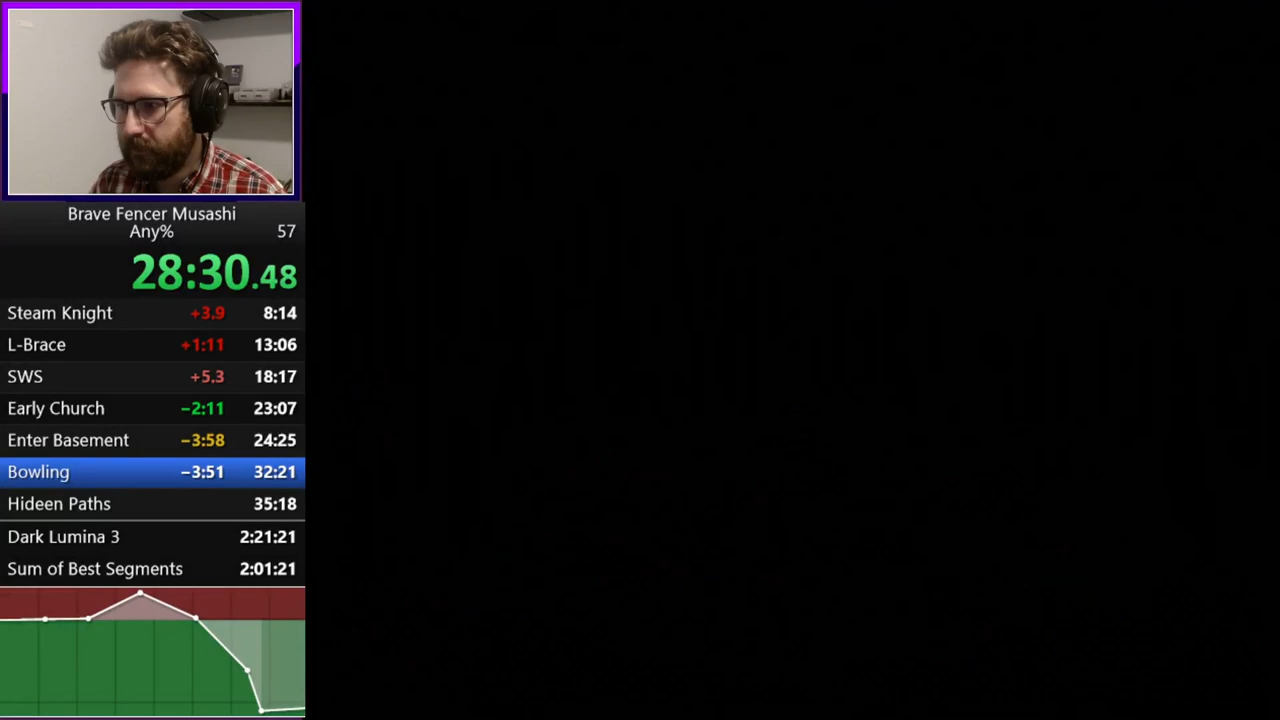 Brave Fencer Musashi
Any% 57
28:30.48
Steam Knight +3.9 8:14
L-Brace +1:11 13:06
SWS +5.3 18:17
Early Church −2:11 23:07
Enter Basement −3:58 24:25
Bowling −3:51 32:21
Hideen Paths 35:18
Dark Lumina 3 2:21:21
Sum of Best Segments 2:01:21